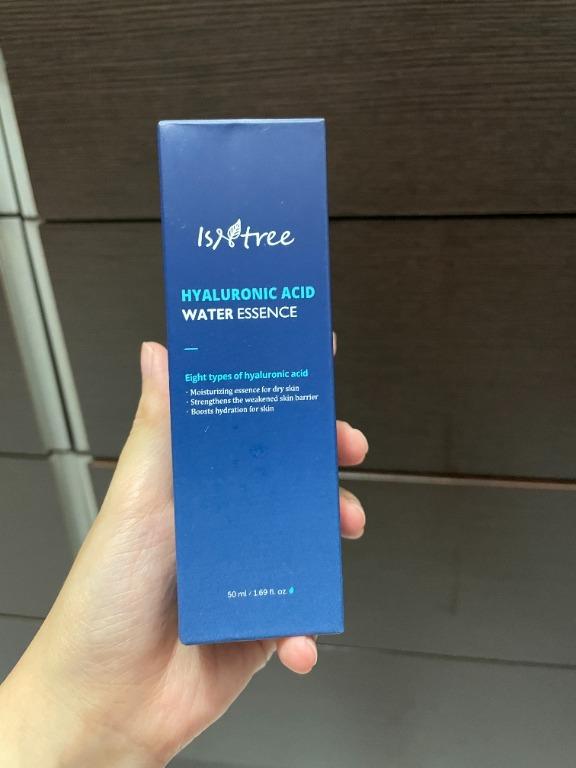 IsNtree
HYALURONIC ACID
WATER ESSENCE
Eight types of hyaluronic acid
· Moisturizing essence for dry skin
· Strengthens the weakened skin barrier
· Boosts hydration for skin
50 ml / 1.69 fl. oz.